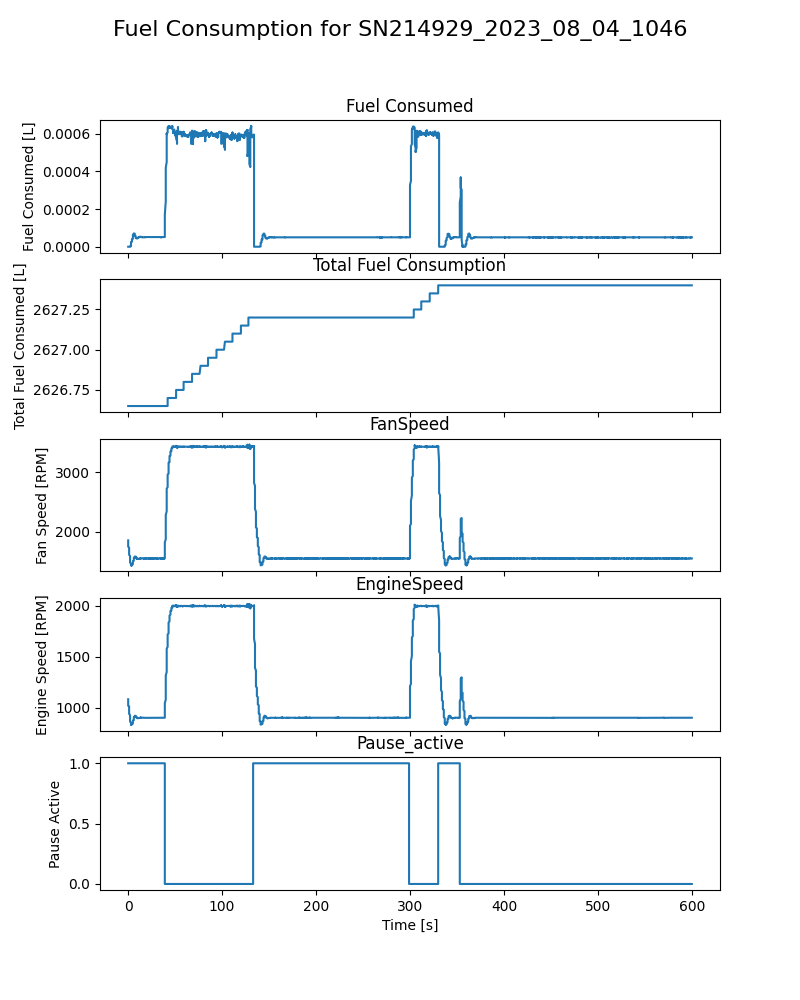 Fuel Consumption for SN214929_2023_08_04_1046
Fuel Consumed
Fuel Consumed [L]
0.0006
0.0004
0.0002
0.0000
Total Fuel Consumption
Total Fuel Consumed [L]
2627.25
2627.00
2626.75
FanSpeed
Fan Speed [RPM]
3000
2000
EngineSpeed
Engine Speed [RPM]
2000
1500
1000
Pause_active
Pause Active
1.0
0.5
0.0
0 100 200 300 400 500 600
Time [s]